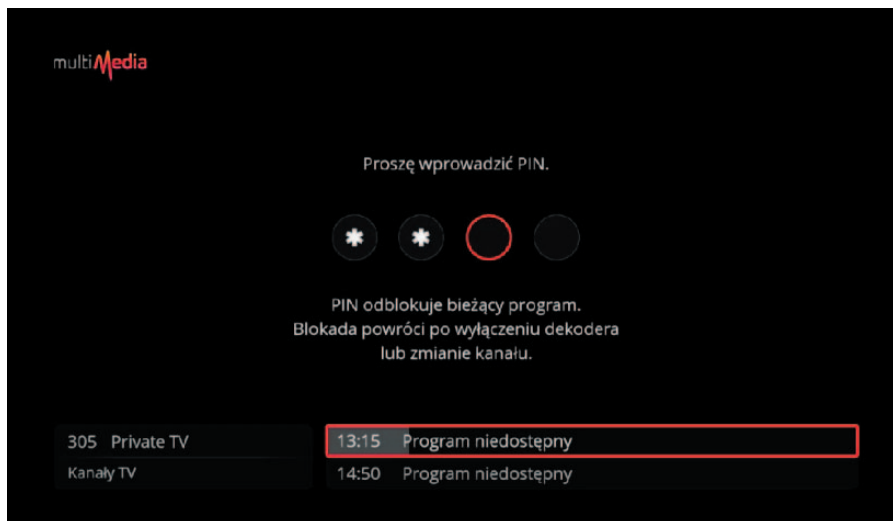 multiMedia
Proszę wprowadzić PIN.
* *
PIN odblokuje bieżący program.
Blokada powróci po wyłączeniu dekodera
lub zmianie kanału.
305 Private TV
Kanały TV
13:15 Program niedostępny
14:50 Program niedostępny